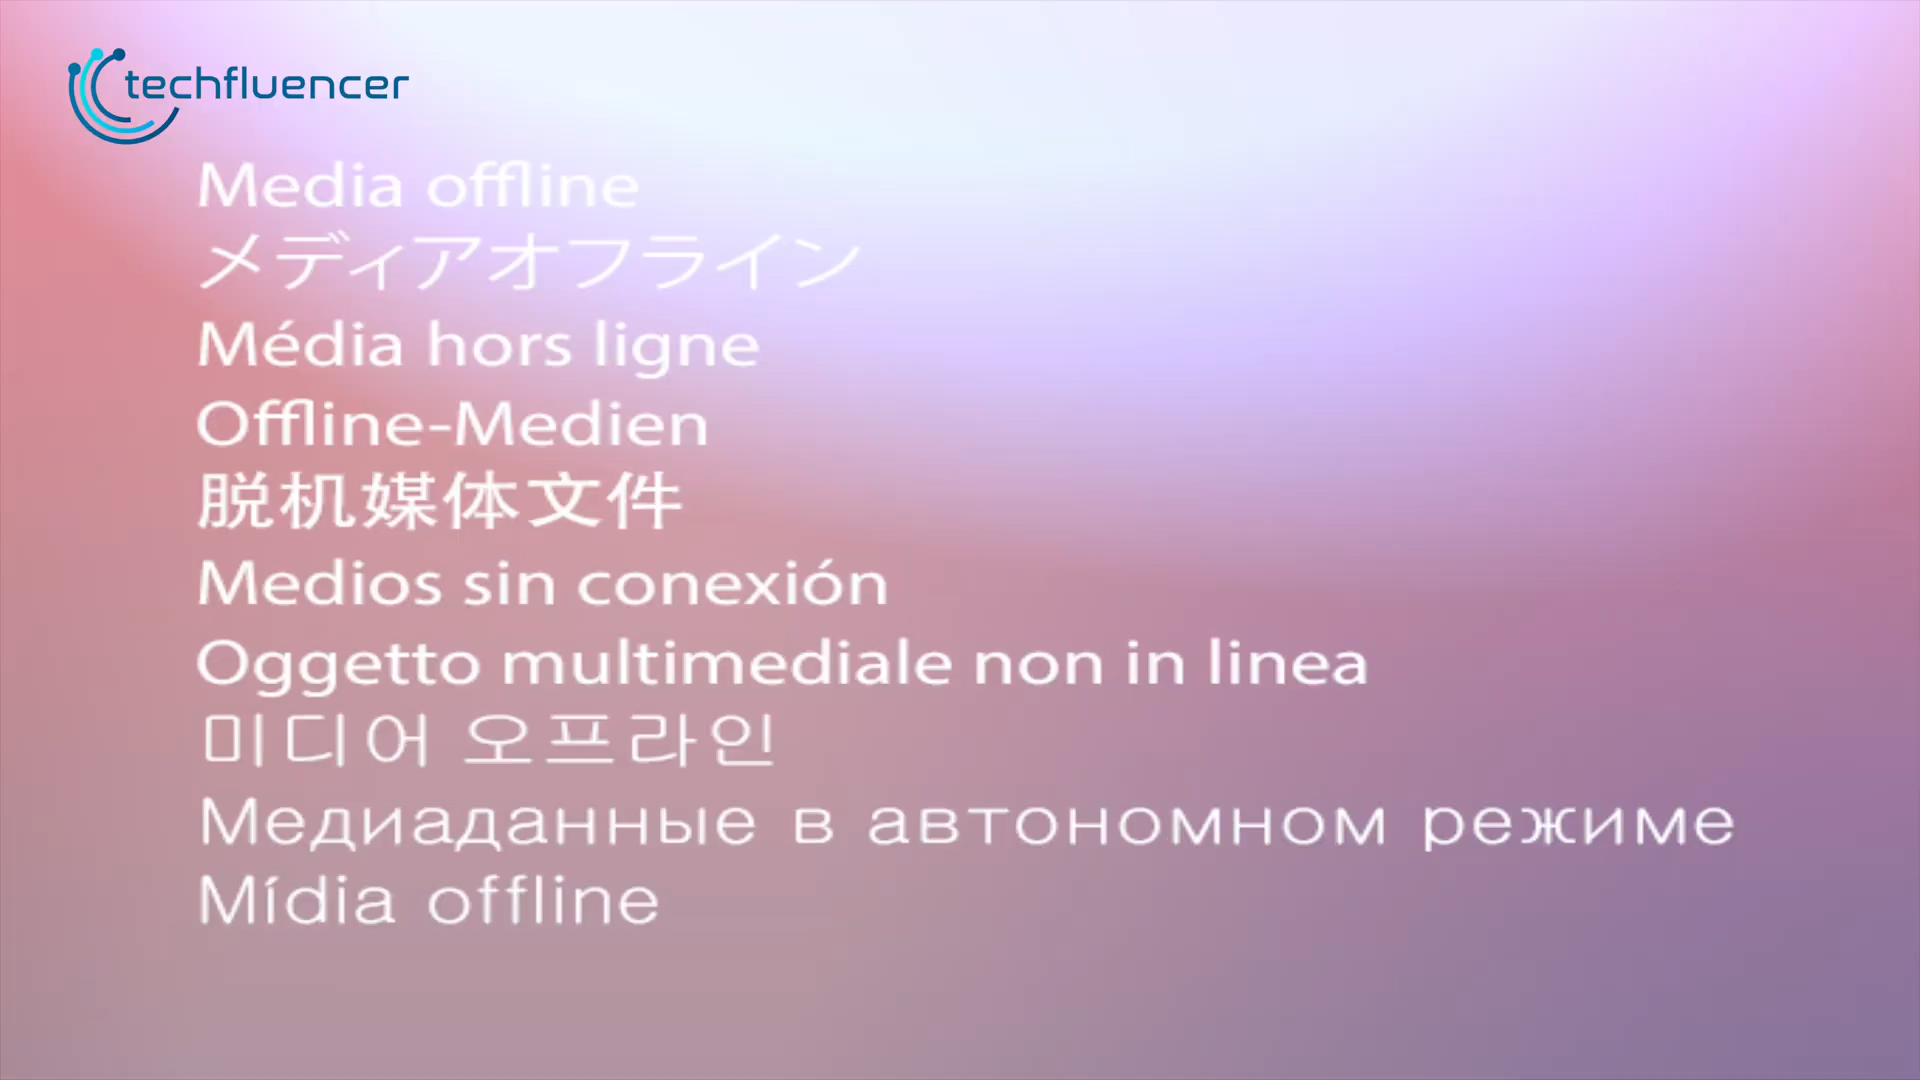 techfluencer
Media offline
メディアオフライン
Média hors ligne
Offline-Medien
脱机媒体文件
Medios sin conexión
Oggetto multimediale non in linea
미디어 오프라인
Медиаданные в автономном режиме
Mídia offline